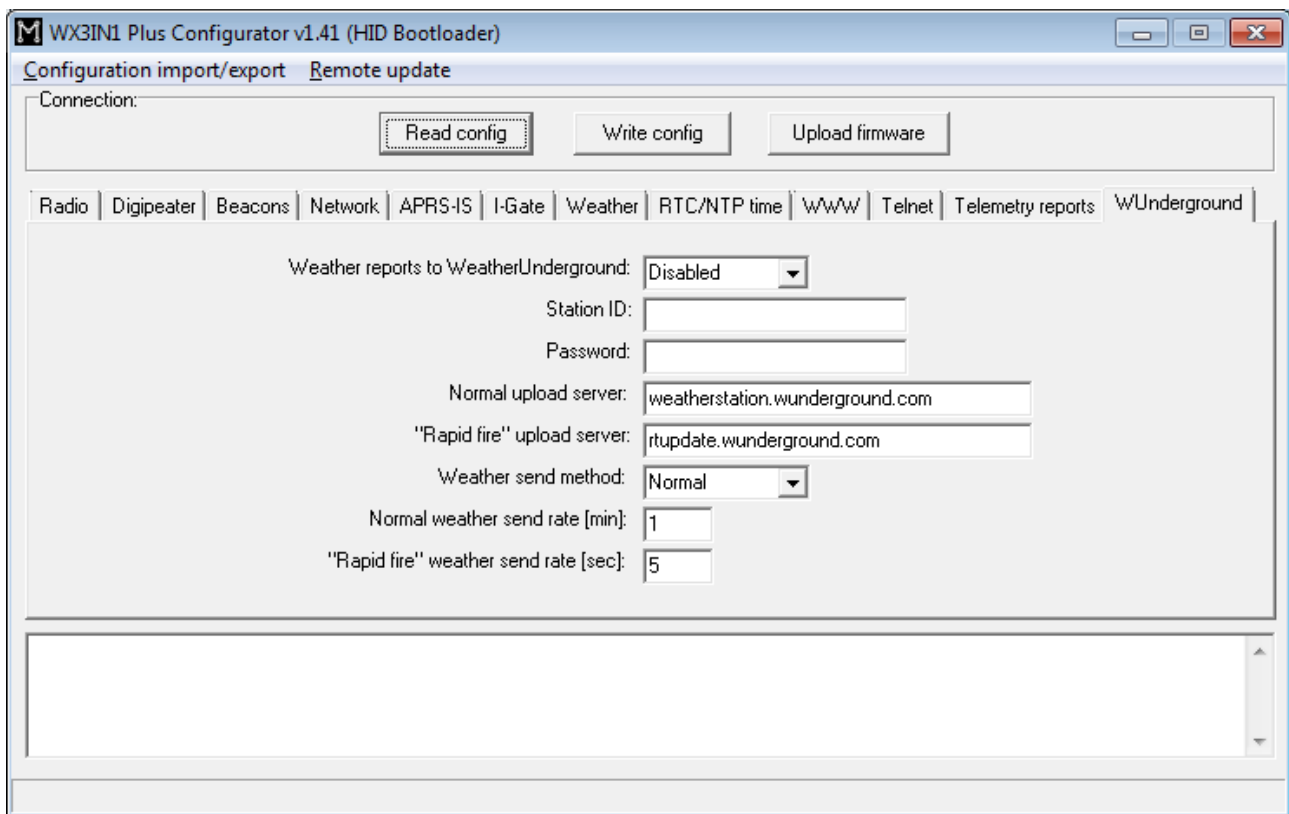 WX3IN1 Plus Configurator v1.41 (HID Bootloader)
Configuration import/export Remote update
Connection:
Read config Write config Upload firmware
Radio Digipeater Beacons Network APRS-IS I-Gate Weather RTC/NTP time WWW Telnet Telemetry reports WUnderground
Weather reports to WeatherUnderground: Disabled
Station ID:
Password:
Normal upload server: weatherstation.wunderground.com
"Rapid fire" upload server: rtupdate.wunderground.com
Weather send method: Normal
Normal weather send rate [min]: 1
"Rapid fire" weather send rate [sec]: 5